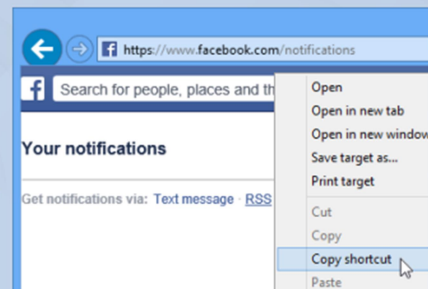 https://www.facebook.com/notifications
f Search for people, places and th
Your notifications
Get notifications via: Text message · RSS
Open
Open in new tab
Open in new window
Save target as...
Print target
Cut
Copy
Copy shortcut
Paste